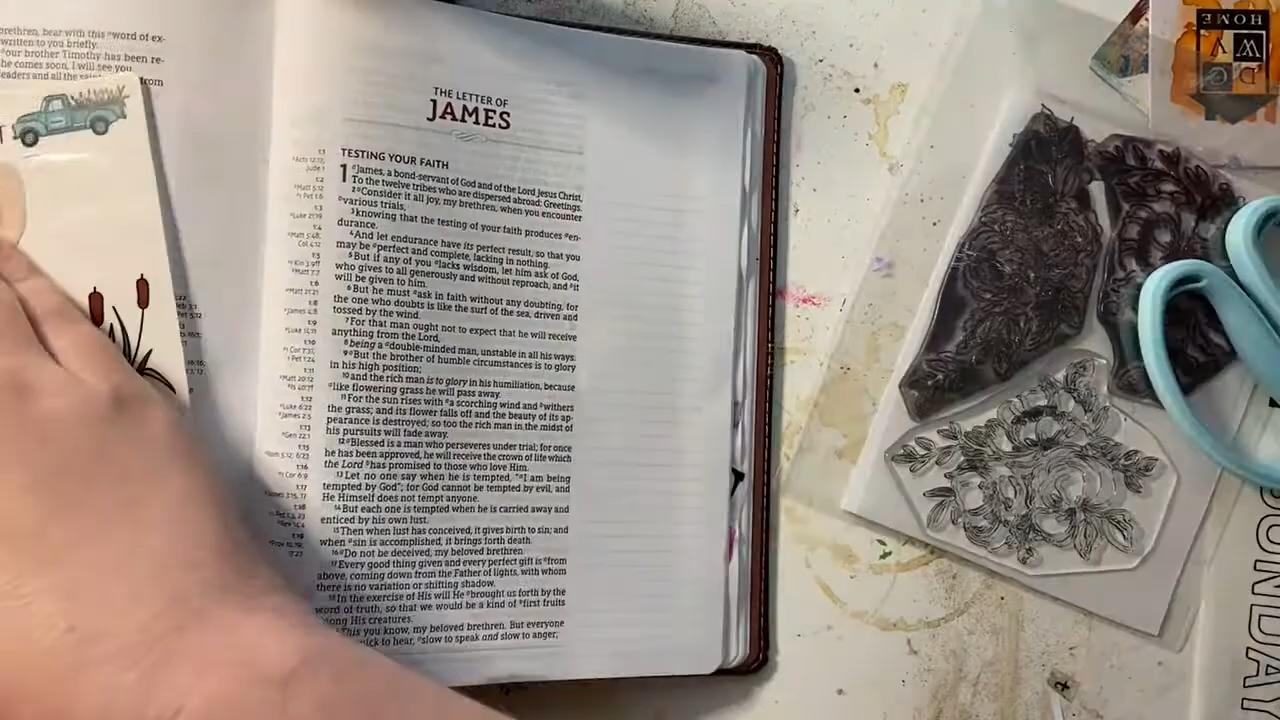 brethren, bear with this word of ex-
written to you briefly.
our brother Timothy has been re-
he comes soon, I will see you.
leaders and all the from
THE LETTER OF
JAMES
TESTING YOUR FAITH
1 James, a bond-servant of God and of the Lord Jesus Christ,
To the twelve tribes who are dispersed abroad: Greetings.
2 Consider it all joy, my brethren, when you encounter
various trials,
3 knowing that the testing of your faith produces en-
durance.
4 And let endurance have its perfect result, so that you
may be perfect and complete, lacking in nothing.
5 But if any of you lacks wisdom, let him ask of God,
who gives to all generously and without reproach, and it
will be given to him.
6 But he must ask in faith without any doubting, for
the one who doubts is like the surf of the sea, driven and
tossed by the wind.
7 For that man ought not to expect that he will receive
anything from the Lord,
8 being a double-minded man, unstable in all his ways.
9 But the brother of humble circumstances is to glory
in his high position;
10 and the rich man is to glory in his humiliation, because
like flowering grass he will pass away.
11 For the sun rises with a scorching wind and withers
the grass; and its flower falls off and the beauty of its ap-
pearance is destroyed; so too the rich man in the midst of
his pursuits will fade away.
12 Blessed is a man who perseveres under trial; for once
he has been approved, he will receive the crown of life which
the Lord has promised to those who love Him.
13 Let no one say when he is tempted, "I am being
tempted by God"; for God cannot be tempted by evil, and
He Himself does not tempt anyone.
14 But each one is tempted when he is carried away and
enticed by his own lust.
15 Then when lust has conceived, it gives birth to sin; and
when sin is accomplished, it brings forth death.
16 Do not be deceived, my beloved brethren.
17 Every good thing given and every perfect gift is from
above, coming down from the Father of lights, with whom
there is no variation or shifting shadow.
18 In the exercise of His will He brought us forth by the
word of truth, so that we would be a kind of first fruits
among His creatures.
This you know, my beloved brethren. But everyone
quick to hear, slow to speak and slow to anger;
HOME
SUNDAY